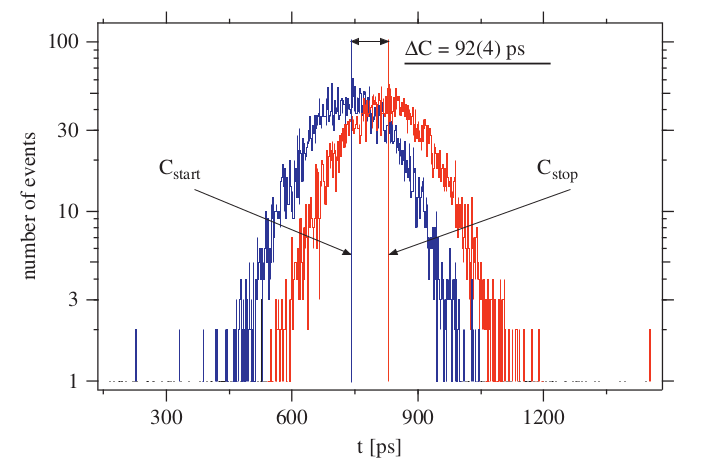 100
ΔC = 92(4) ps
30
C_start
C_stop
10
3
1
number of events
300
600
900
1200
t [ps]